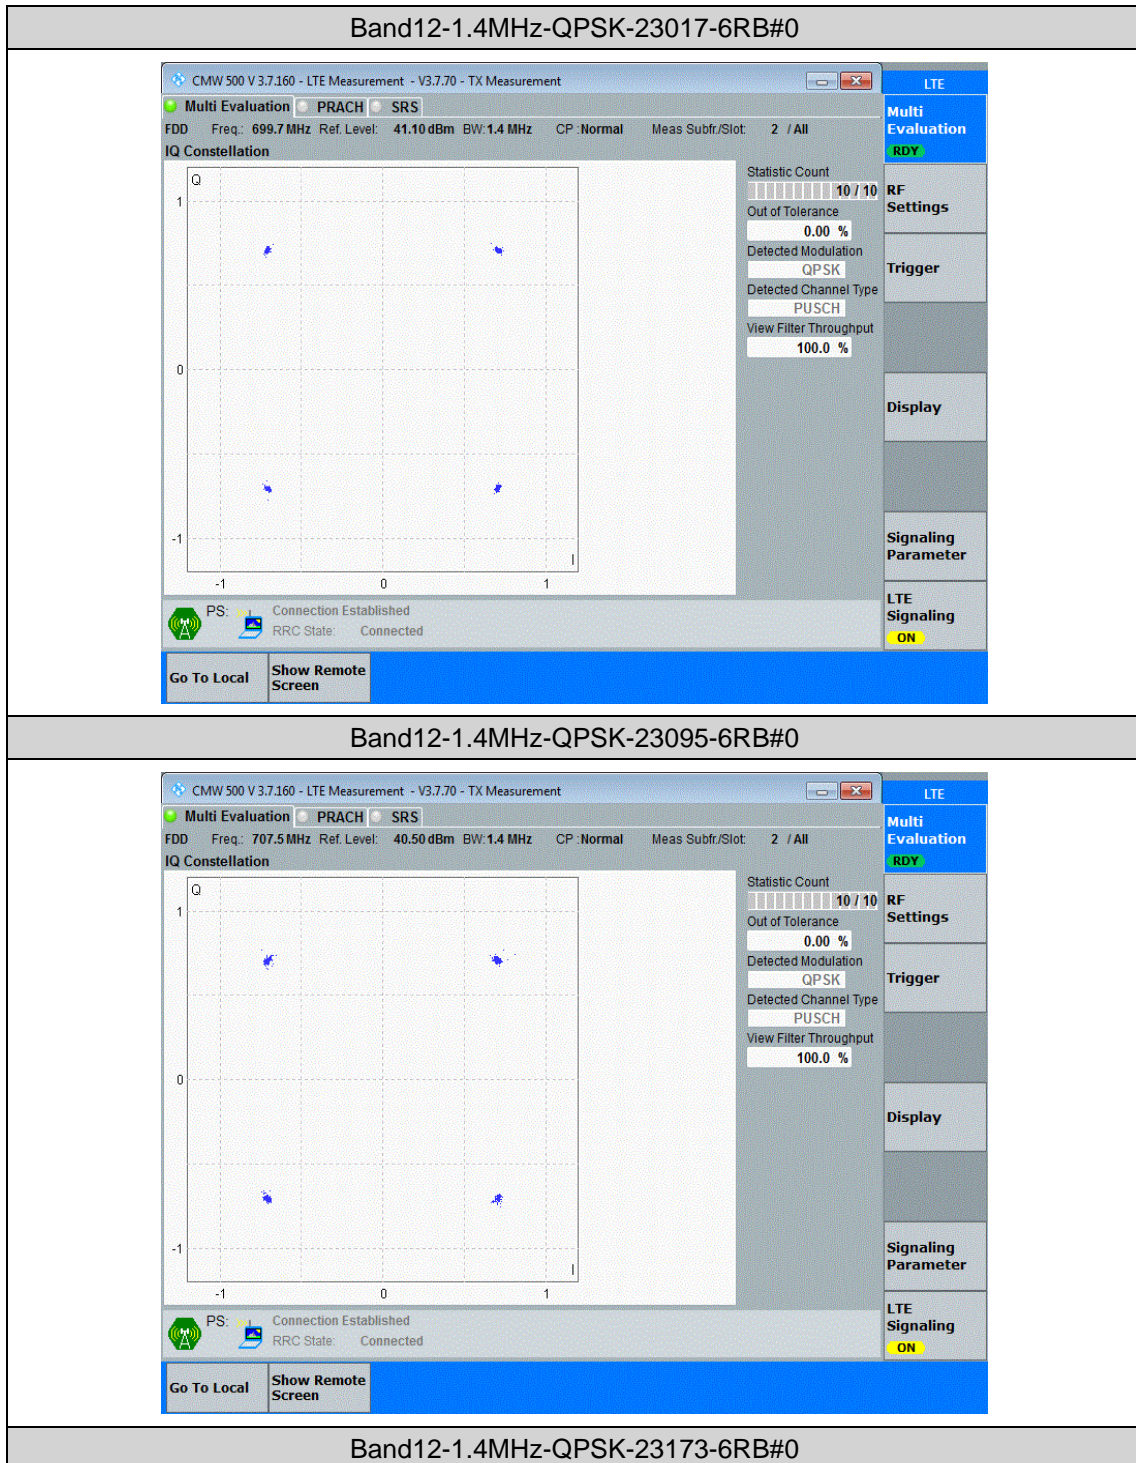 Band12-1.4MHz-QPSK-23017-6RB#0
CMW 500 V 3.7.160 - LTE Measurement - V3.7.70 - TX Measurement
LTE
Multi Evaluation PRACH SRS
FDD Freq.: 699.7 MHz Ref. Level: 41.10 dBm BW: 1.4 MHz CP : Normal Meas Subfr./Slot: 2 / All
IQ Constellation
Q
1
0
-1
-1 0 1
I
Statistic Count
10 / 10
Out of Tolerance
0.00 %
Detected Modulation
QPSK
Detected Channel Type
PUSCH
View Filter Throughput
100.0 %
Multi
Evaluation
RDY
RF
Settings
Trigger
Display
Signaling
Parameter
LTE
Signaling
ON
PS: Connection Established
RRC State: Connected
Go To Local
Show Remote
Screen
Band12-1.4MHz-QPSK-23095-6RB#0
CMW 500 V 3.7.160 - LTE Measurement - V3.7.70 - TX Measurement
LTE
Multi Evaluation PRACH SRS
FDD Freq.: 707.5 MHz Ref. Level: 40.50 dBm BW: 1.4 MHz CP : Normal Meas Subfr./Slot: 2 / All
IQ Constellation
Q
1
0
-1
-1 0 1
I
Statistic Count
10 / 10
Out of Tolerance
0.00 %
Detected Modulation
QPSK
Detected Channel Type
PUSCH
View Filter Throughput
100.0 %
Multi
Evaluation
RDY
RF
Settings
Trigger
Display
Signaling
Parameter
LTE
Signaling
ON
PS: Connection Established
RRC State: Connected
Go To Local
Show Remote
Screen
Band12-1.4MHz-QPSK-23173-6RB#0